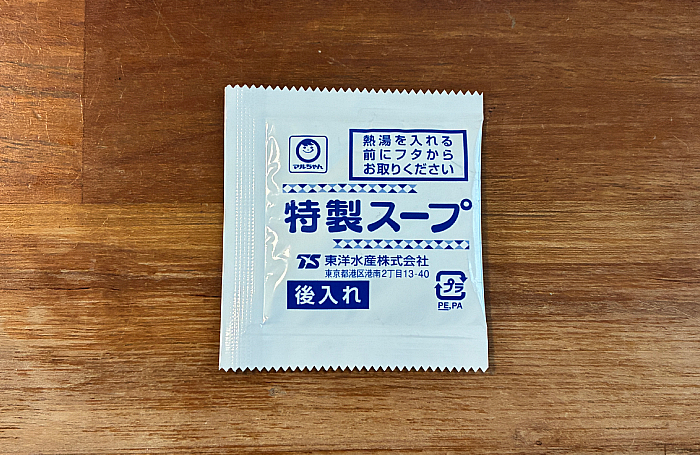 マルちゃん
熱湯を入れる
前にフタから
お取りください
特製スープ
TS 東洋水産株式会社
東京都港区港南2丁目13-40
後入れ
プラ
PE,PA